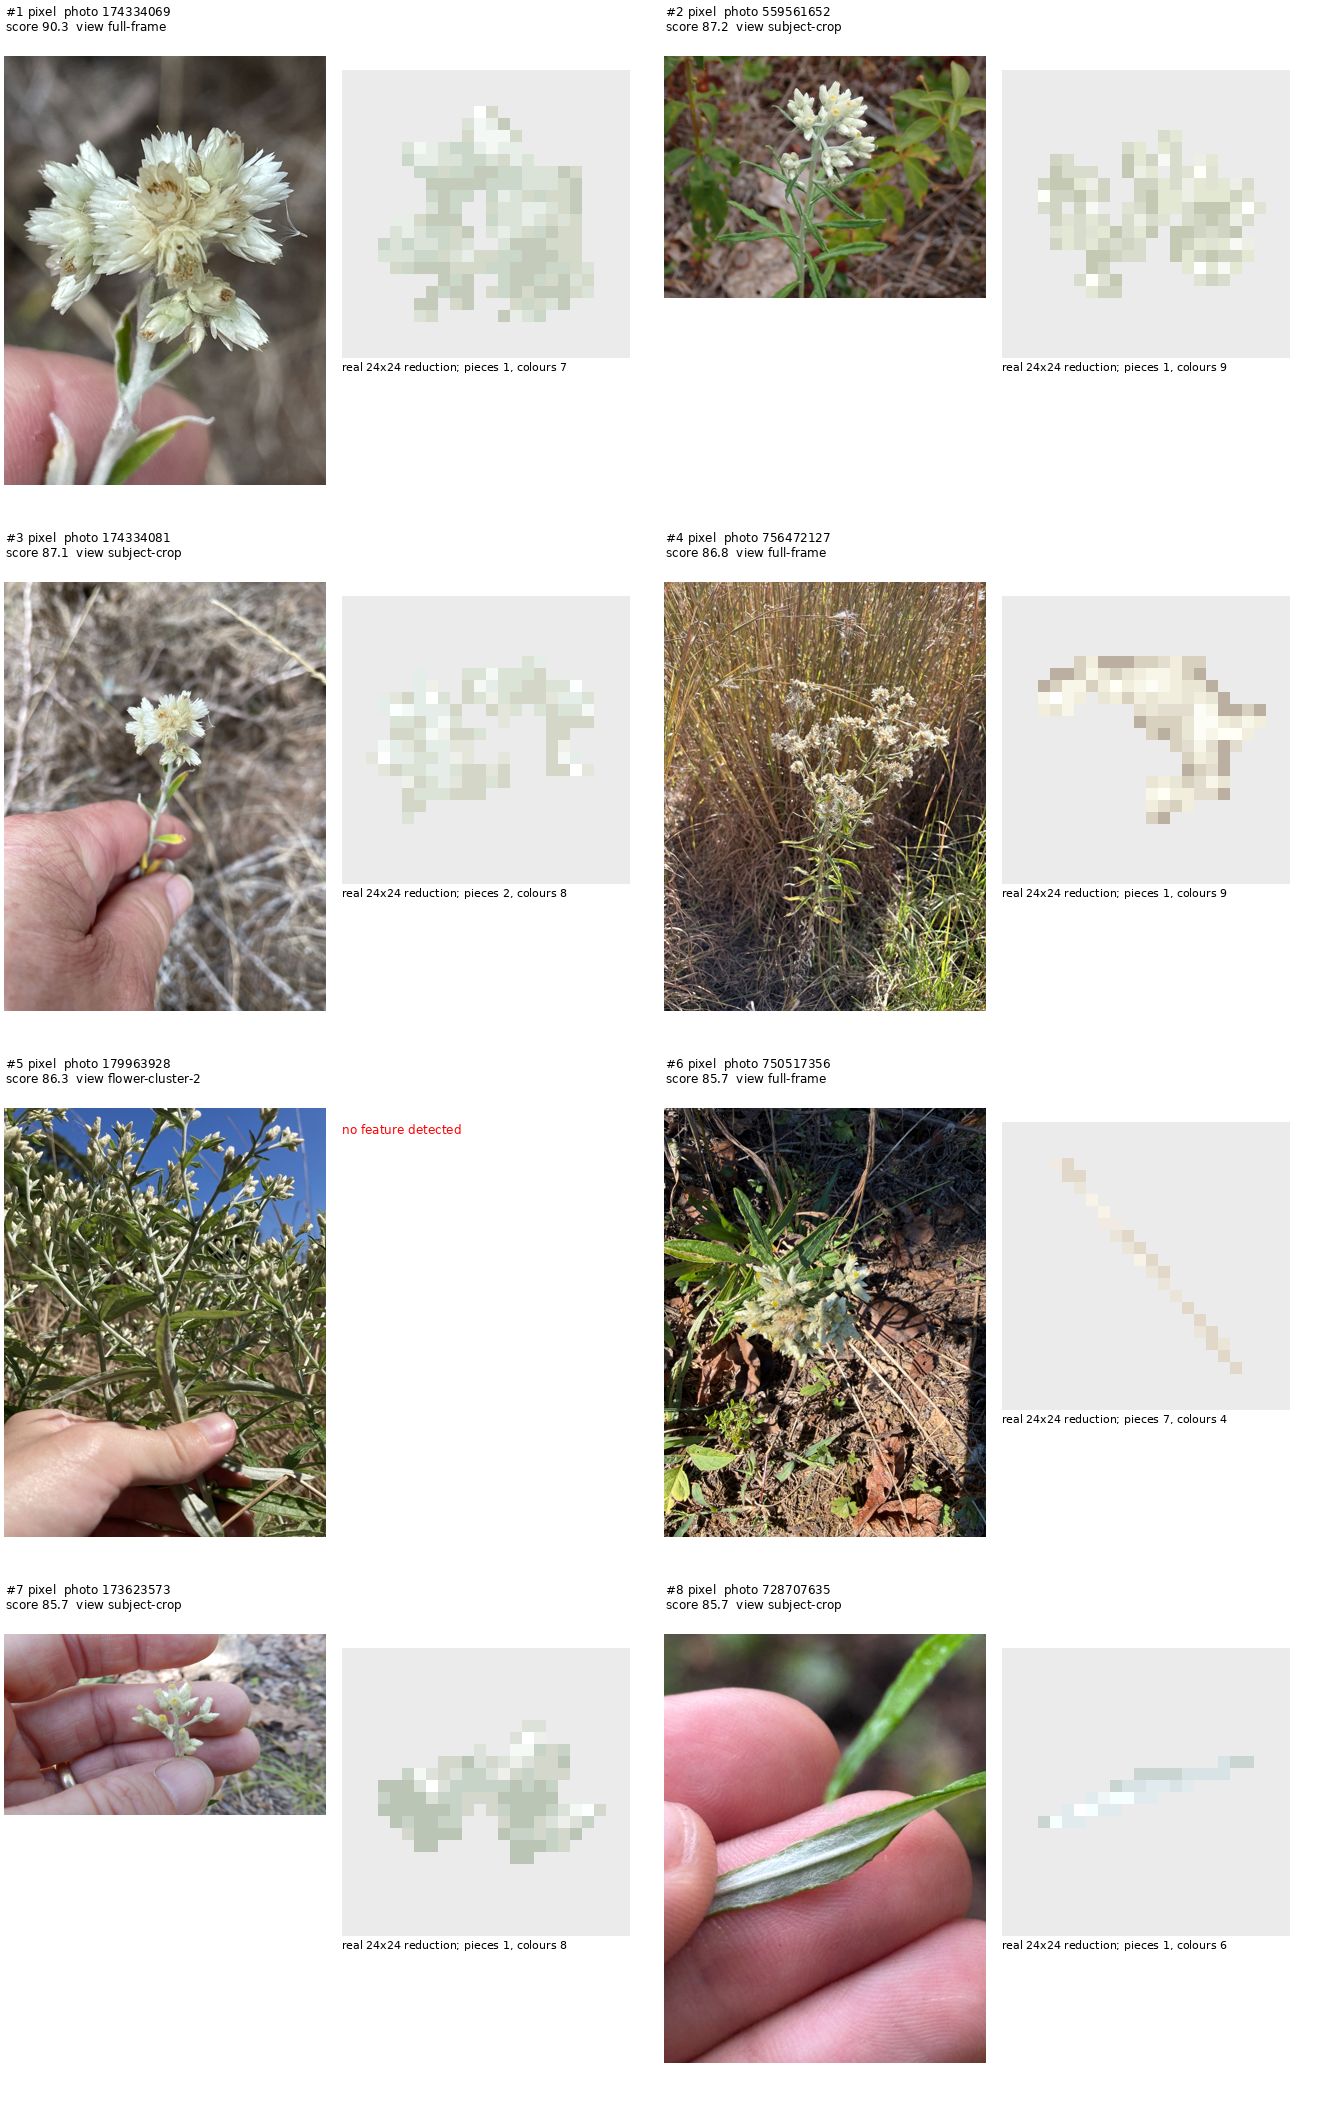 #1 pixel  photo 174334069
score 90.3  view full-frame
real 24x24 reduction; pieces 1, colours 7
#2 pixel  photo 559561652
score 87.2  view subject-crop
real 24x24 reduction; pieces 1, colours 9
#3 pixel  photo 174334081
score 87.1  view subject-crop
real 24x24 reduction; pieces 2, colours 8
#4 pixel  photo 756472127
score 86.8  view full-frame
real 24x24 reduction; pieces 1, colours 9
#5 pixel  photo 179963928
score 86.3  view flower-cluster-2
no feature detected
#6 pixel  photo 750517356
score 85.7  view full-frame
real 24x24 reduction; pieces 7, colours 4
#7 pixel  photo 173623573
score 85.7  view subject-crop
real 24x24 reduction; pieces 1, colours 8
#8 pixel  photo 728707635
score 85.7  view subject-crop
real 24x24 reduction; pieces 1, colours 6